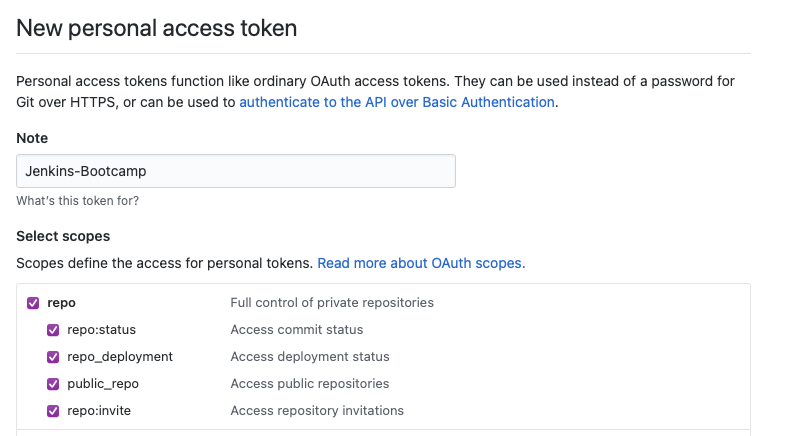 New personal access token
Personal access tokens function like ordinary OAuth access tokens. They can be used instead of a password for
Git over HTTPS, or can be used to authenticate to the API over Basic Authentication.
Note
Jenkins-Bootcamp
What's this token for?
Select scopes
Scopes define the access for personal tokens. Read more about OAuth scopes.
repo Full control of private repositories
repo:status Access commit status
repo_deployment Access deployment status
public_repo Access public repositories
repo:invite Access repository invitations